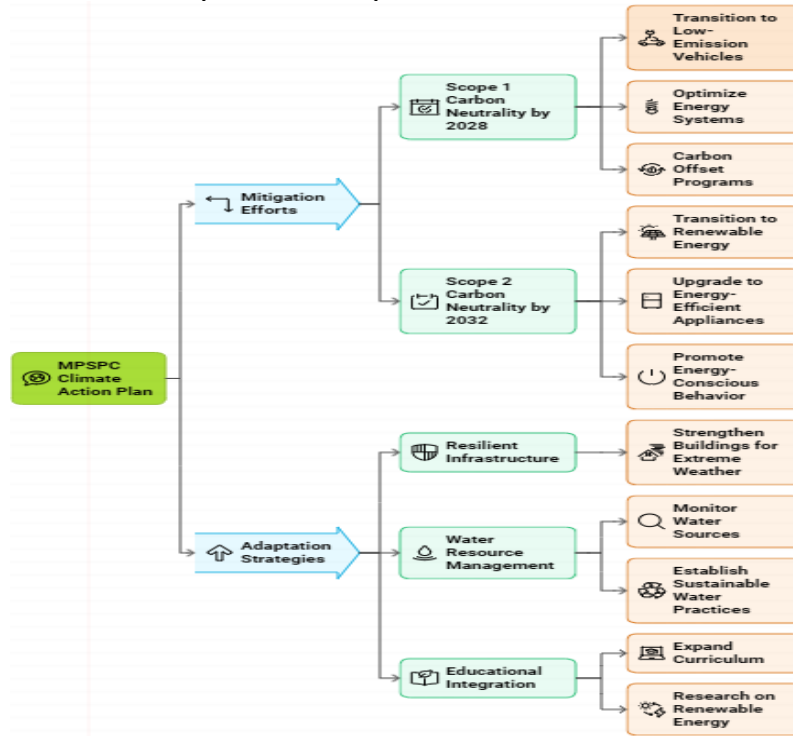 MPSPC
Climate
Action Plan
Mitigation
Efforts
Scope 1
Carbon
Neutrality by
2028
Transition to
Low-
Emission
Vehicles
Optimize
Energy
Systems
Carbon
Offset
Programs
Scope 2
Carbon
Neutrality by
2032
Transition to
Renewable
Energy
Upgrade to
Energy-
Efficient
Appliances
Promote
Energy-
Conscious
Behavior
Adaptation
Strategies
Resilient
Infrastructure
Strengthen
Buildings for
Extreme
Weather
Water
Resource
Management
Monitor
Water
Sources
Establish
Sustainable
Water
Practices
Educational
Integration
Expand
Curriculum
Research on
Renewable
Energy